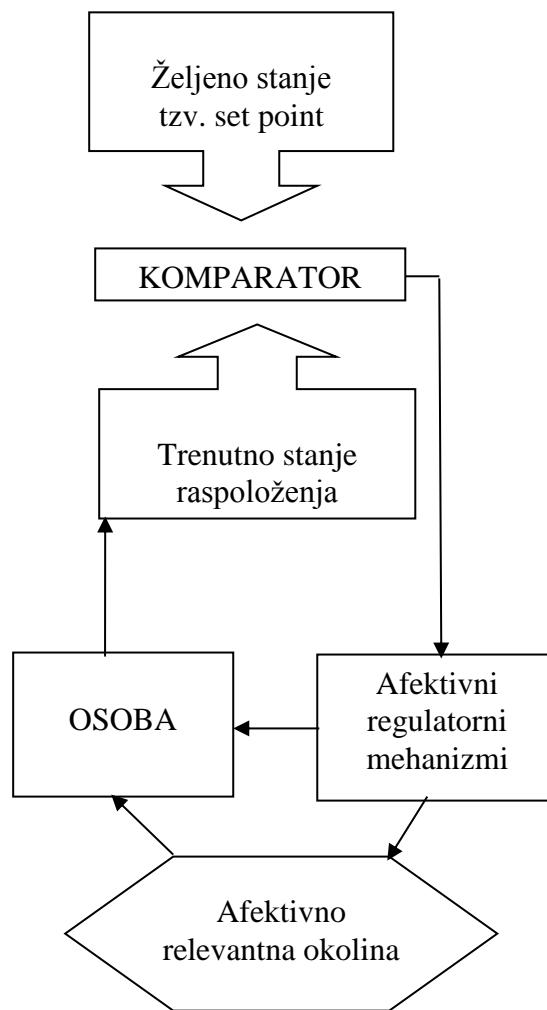 Željeno stanje
tzv. set point
KOMPARATOR
Trenutno stanje
raspoloženja
OSOBA
Afektivni
regulatorni
mehanizmi
Afektivno
relevantna okolina